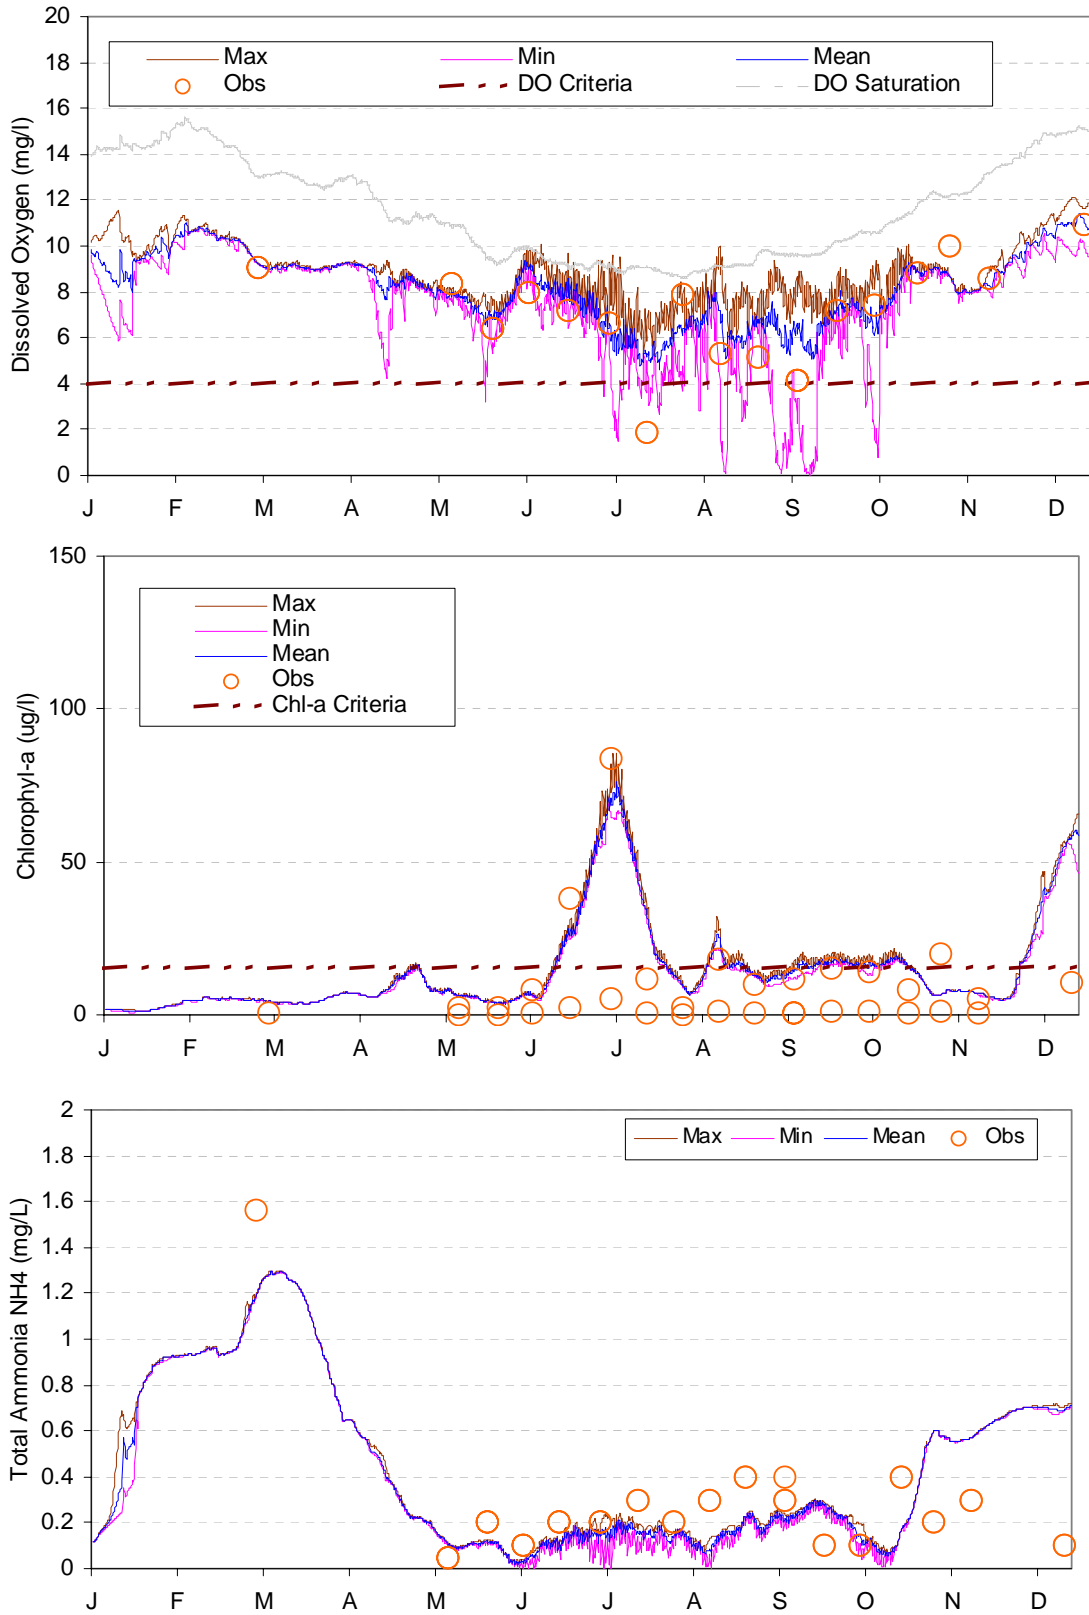 Dissolved Oxygen (mg/l)
20
18
16
14
12
10
8
6
4
2
0
Max Min Mean
Obs DO Criteria DO Saturation
J F M A M J J A S O N D
Chlorophyl-a (ug/l)
150
100
50
0
Max
Min
Mean
Obs
Chl-a Criteria
J F M A M J J A S O N D
Total Ammonia NH4 (mg/L)
2
1.8
1.6
1.4
1.2
1
0.8
0.6
0.4
0.2
0
Max Min Mean Obs
J F M A M J J A S O N D